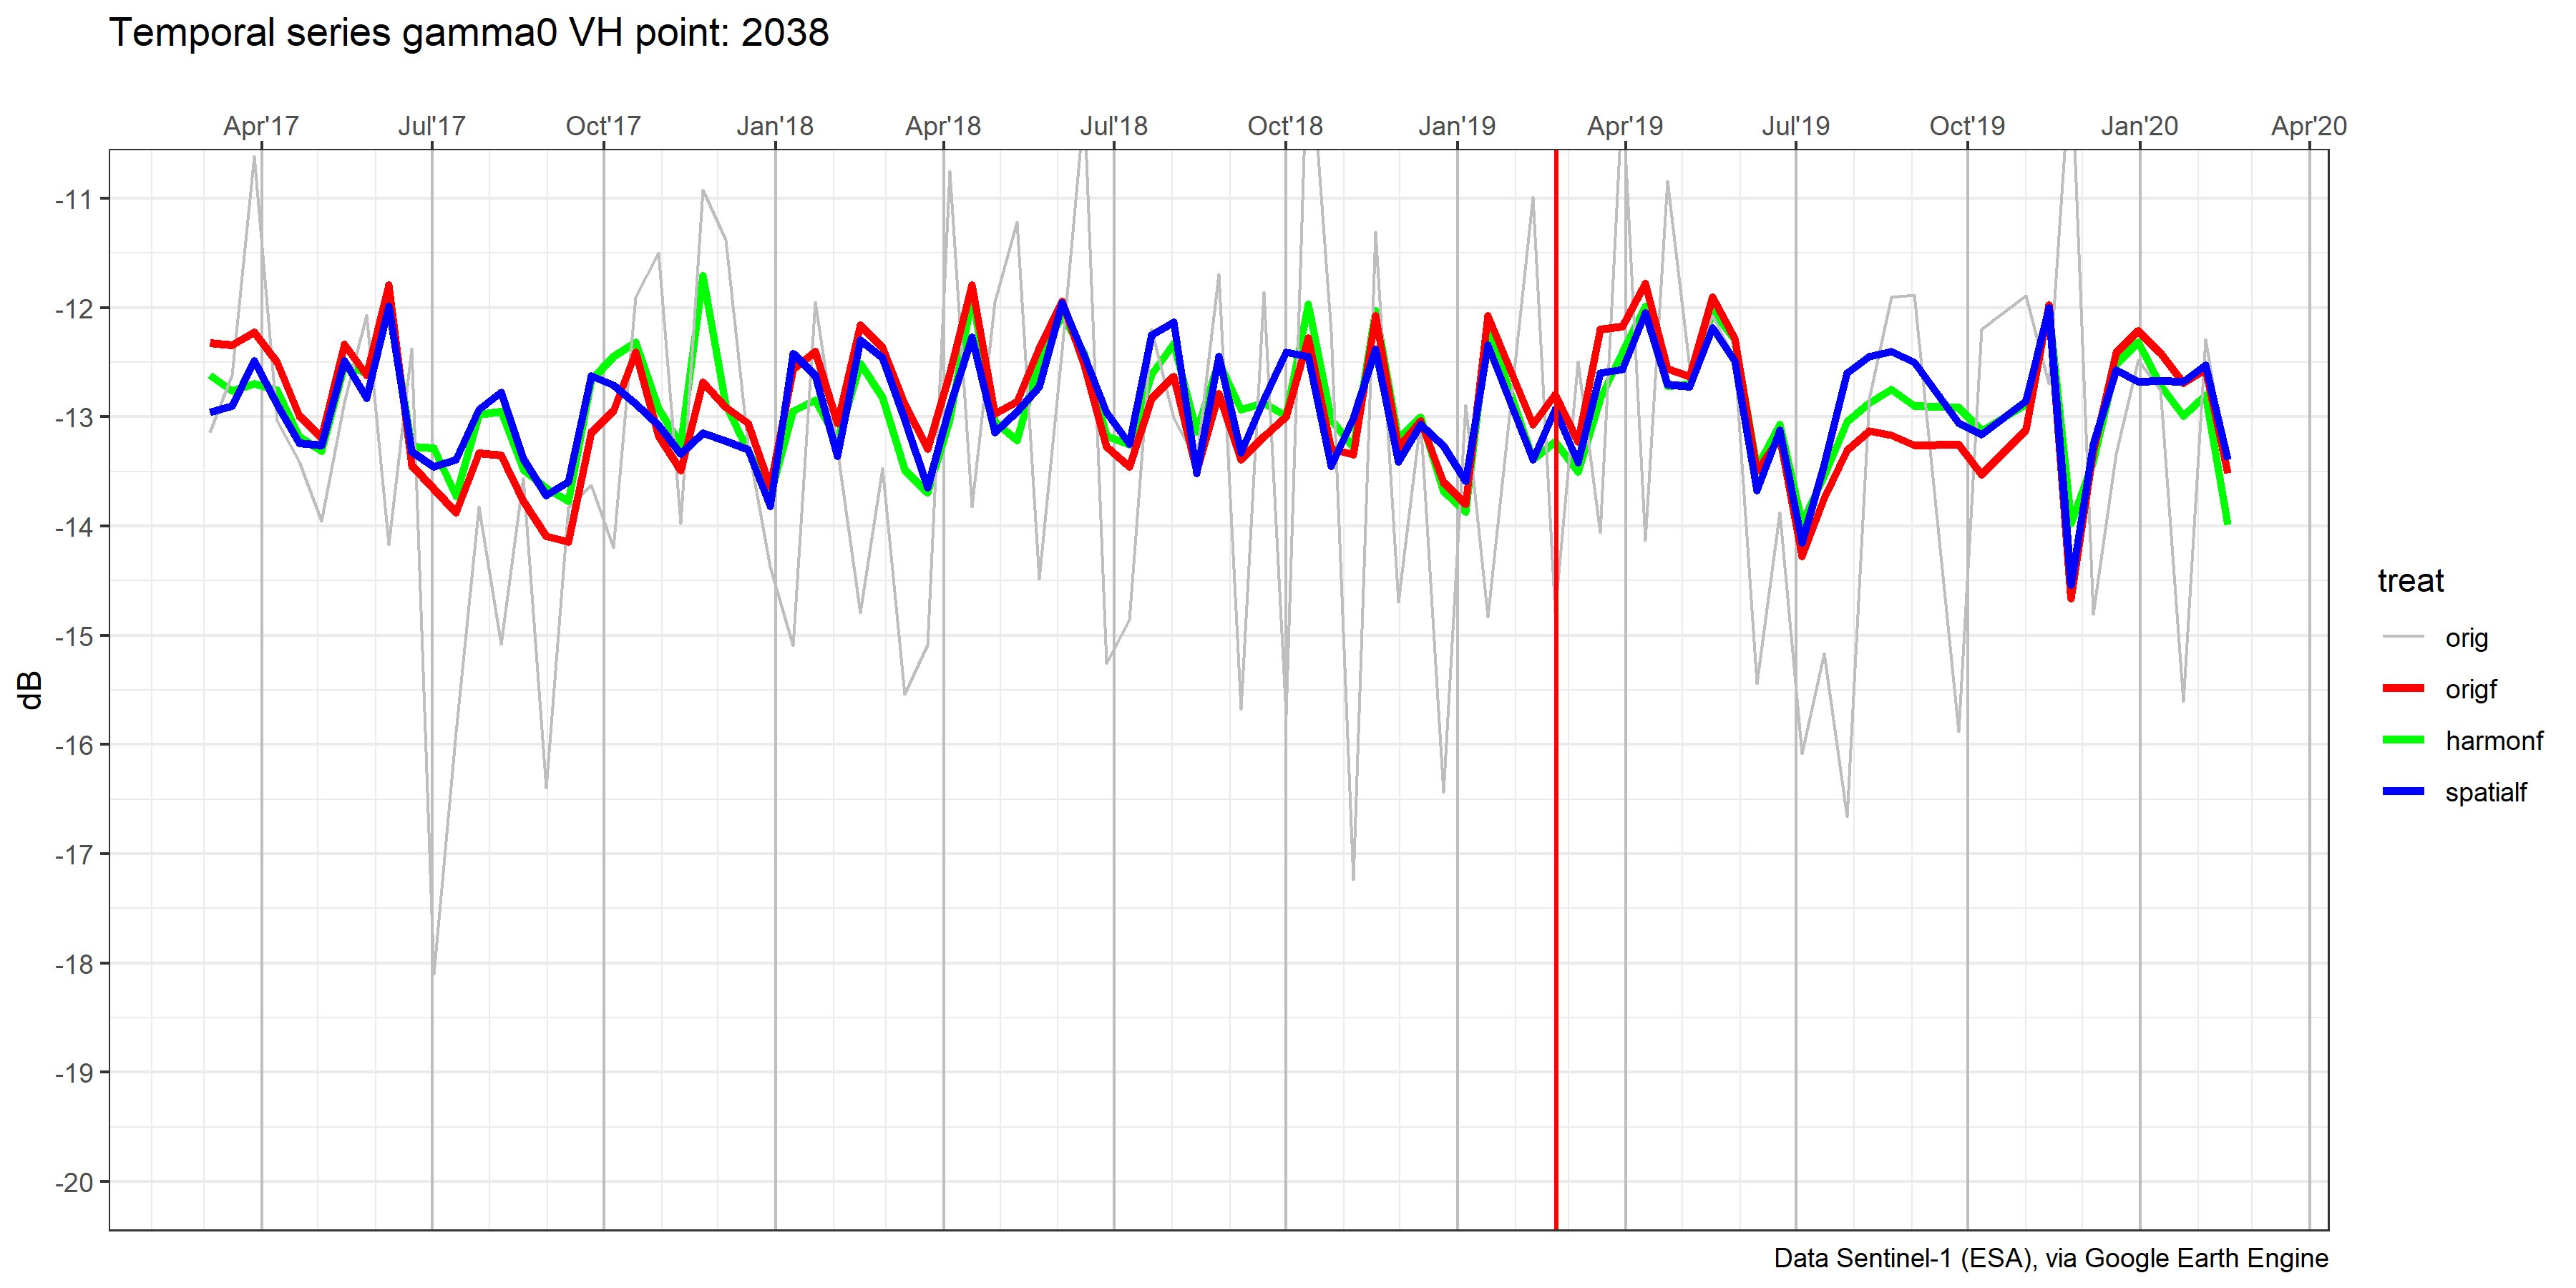 Temporal series gamma0 VH point: 2038
Apr'17 Jul'17 Oct'17 Jan'18 Apr'18 Jul'18 Oct'18 Jan'19 Apr'19 Jul'19 Oct'19 Jan'20 Apr'20
-11
-12
-13
-14
-15
-16
-17
-18
-19
-20
dB
treat
orig
origf
harmonf
spatialf
Data Sentinel-1 (ESA), via Google Earth Engine